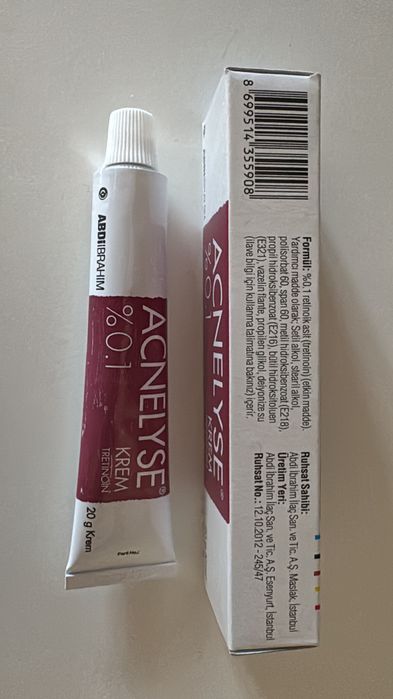 ABDİİBRAHİM
ACNELYSE®
%0.1
KREM
TRETİNOİN
20 g Krem
ACNELYSE®
%0.1
KREM
8 699514 355908
Formül: %0.1 retinoik asit (tretinoin) (etkin madde).
Yardımcı madde olarak; Setil alkol, stearil alkol,
polisorbat 60, span 60, metil hidroksibenzoat (E218),
propil hidroksibenzoat (E216), bütil hidroksitoluen
(E321), vazelin filante, propilen glikol, deiyonize su
(İlave bilgi için kullanma talimatına bakınız) içerir.
Ruhsat Sahibi:
Abdi İbrahim İlaç San. ve Tic. A.Ş. Maslak, İstanbul
Üretim Yeri:
Abdi İbrahim İlaç San. ve Tic. A.Ş. Esenyurt, İstanbul
Ruhsat No.: 12.10.2012 - 245/47